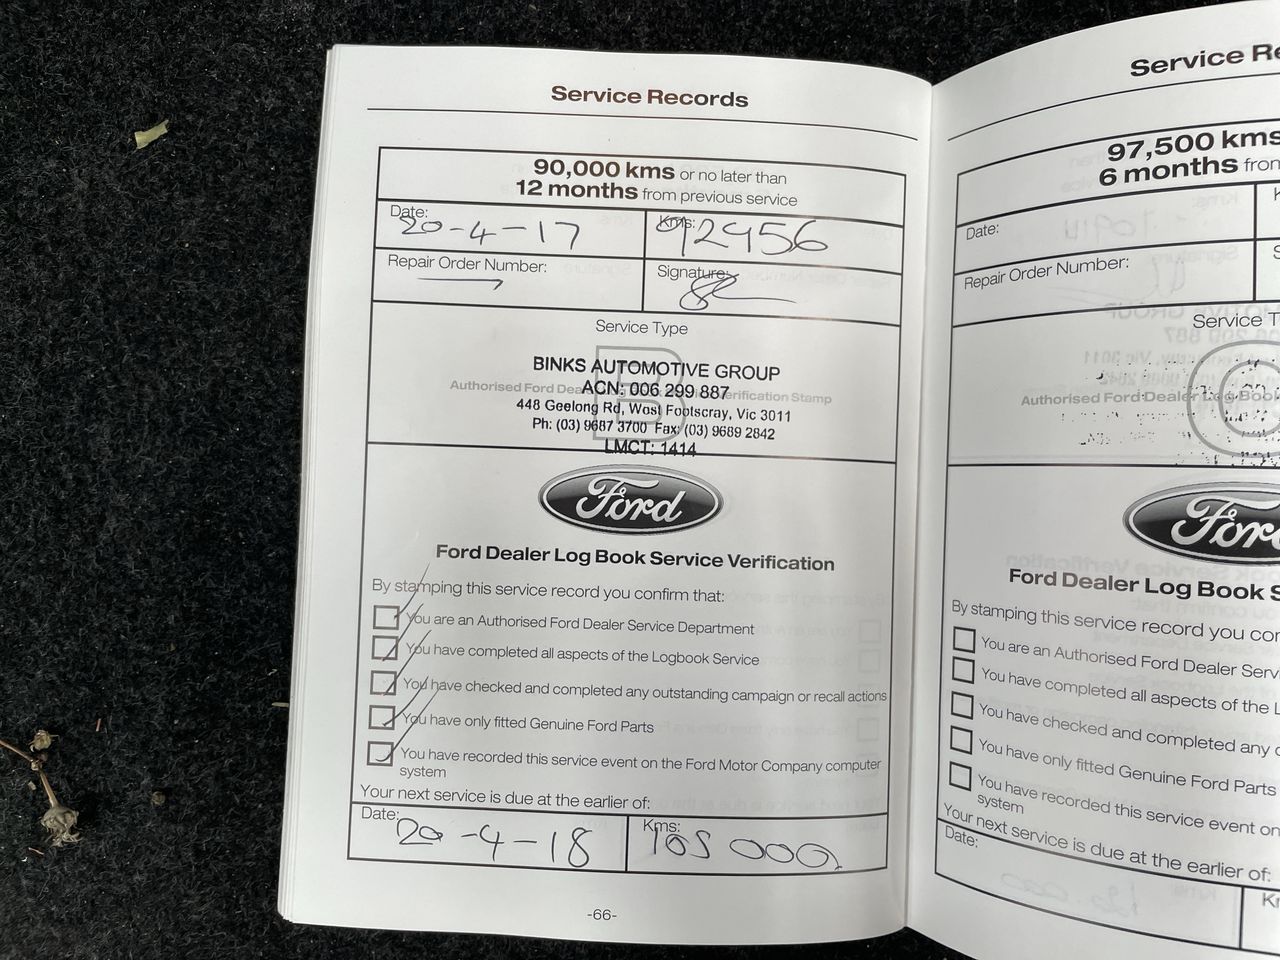 Service Records
90,000 kms or no later than
12 months from previous service
Date: 20-4-17
Kms: 92956
Repair Order Number:
Signature:
Service Type
B
Authorised Ford Dea erification Stamp
BINKS AUTOMOTIVE GROUP
ACN: 006 299 887
448 Geelong Rd, West Footscray, Vic 3011
Ph: (03) 9687 3700 Fax: (03) 9689 2842
LMCT: 1414
Ford
Ford Dealer Log Book Service Verification
By stamping this service record you confirm that:
You are an Authorised Ford Dealer Service Department
You have completed all aspects of the Logbook Service
You have checked and completed any outstanding campaign or recall actions
You have only fitted Genuine Ford Parts
You have recorded this service event on the Ford Motor Company computer
system
Your next service is due at the earlier of:
Date: 20-4-18
Kms: 105 000
-66-
Service Re
97,500 kms
6 months from
Date:
Repair Order Number:
S
Service T
Authorised Ford Dealer Log Book
Ford
Ford Dealer Log Book S
By stamping this service record you con
You are an Authorised Ford Dealer Servi
You have completed all aspects of the L
You have checked and completed any o
You have only fitted Genuine Ford Parts
You have recorded this service event on
system
Your next service is due at the earlier of:
Date:
K